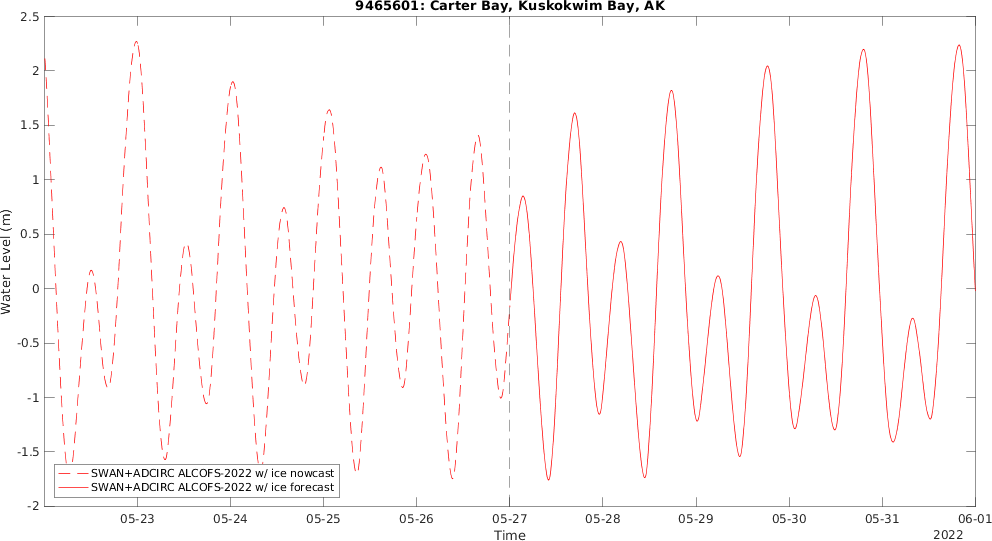 9465601: Carter Bay, Kuskokwim Bay, AK
2.5
2
1.5
1
0.5
0
-0.5
-1
-1.5
-2
Water Level (m)
SWAN+ADCIRC ALCOFS-2022 w/ ice nowcast
SWAN+ADCIRC ALCOFS-2022 w/ ice forecast
05-23 05-24 05-25 05-26 05-27 05-28 05-29 05-30 05-31 06-01
Time
2022